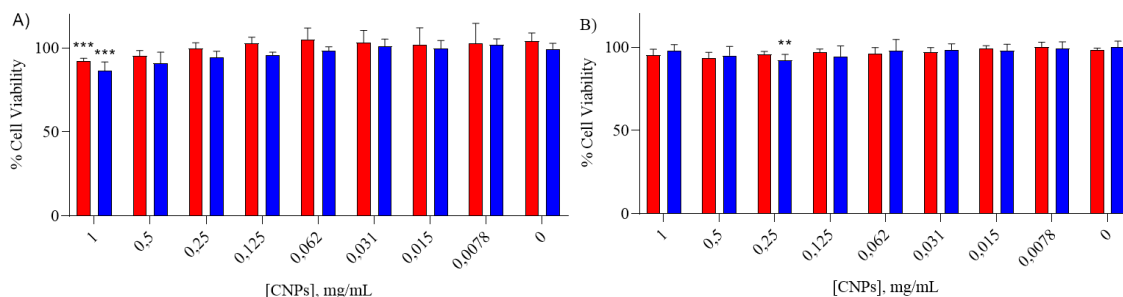 A)
*** ***
100
50
0
% Cell Viability
1 0,5 0,25 0,125 0,062 0,031 0,015 0,0078 0
[CNPs], mg/mL
B)
**
100
50
0
% Cell Viability
1 0,5 0,25 0,125 0,062 0,031 0,015 0,0078 0
[CNPs], mg/mL